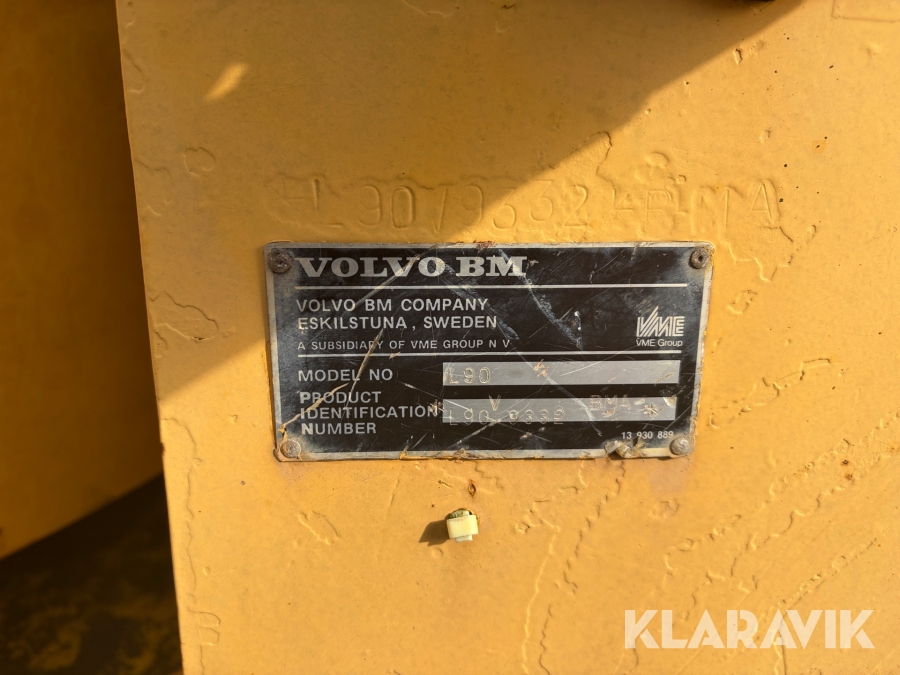 VOLVO BM
VOLVO BM COMPANY
ESKILSTUNA, SWEDEN
A SUBSIDIARY OF VME GROUP N V
VME
VME Group
MODEL NO L90
PRODUCT
IDENTIFICATION
NUMBER
13 930 889
KLARAVIK